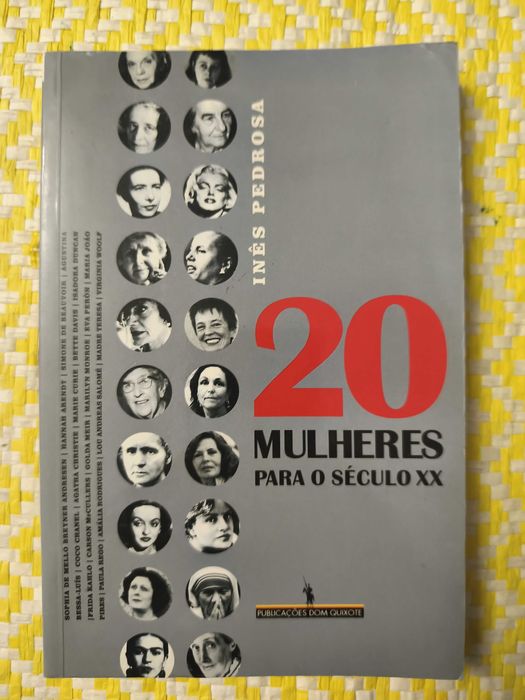 INÊS PEDROSA
20
MULHERES
PARA O SÉCULO XX
SOPHIA DE MELLO BREYNER ANDRESEN | HANNAH ARENDT | SIMONE DE BEAUVOIR | AGUSTINA
BESSA-LUÍS | COCO CHANEL | AGATHA CHRISTIE | MARIE CURIE | BETTE DAVIS | ISADORA DUNCAN
|FRIDA KAHLO | CARSON McCULLERS | GOLDA MEIR | MARILYN MONROE | EVA PERÓN | MARIA JOÃO
PIRES | PAULA REGO | AMÁLIA RODRIGUES | LOU ANDREAS SALOMÉ | MADRE TERESA | VIRGINIA WOOLF
PUBLICAÇÕES DOM QUIXOTE